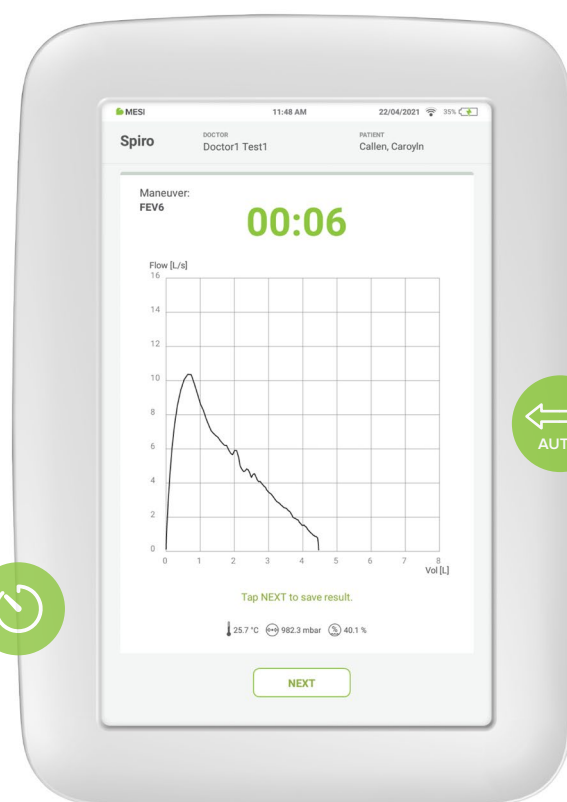 MESI
11:48 AM
22/04/2021
35%
Spiro
DOCTOR
Doctor1 Test1
PATIENT
Callen, Caroyln
Maneuver:
FEV6
00:06
Flow [L/s]
16
14
12
10
8
6
4
2
0
0 1 2 3 4 5 6 7 8
Vol [L]
Tap NEXT to save result.
25.7 °C 982.3 mbar % 40.1 %
NEXT
AUT